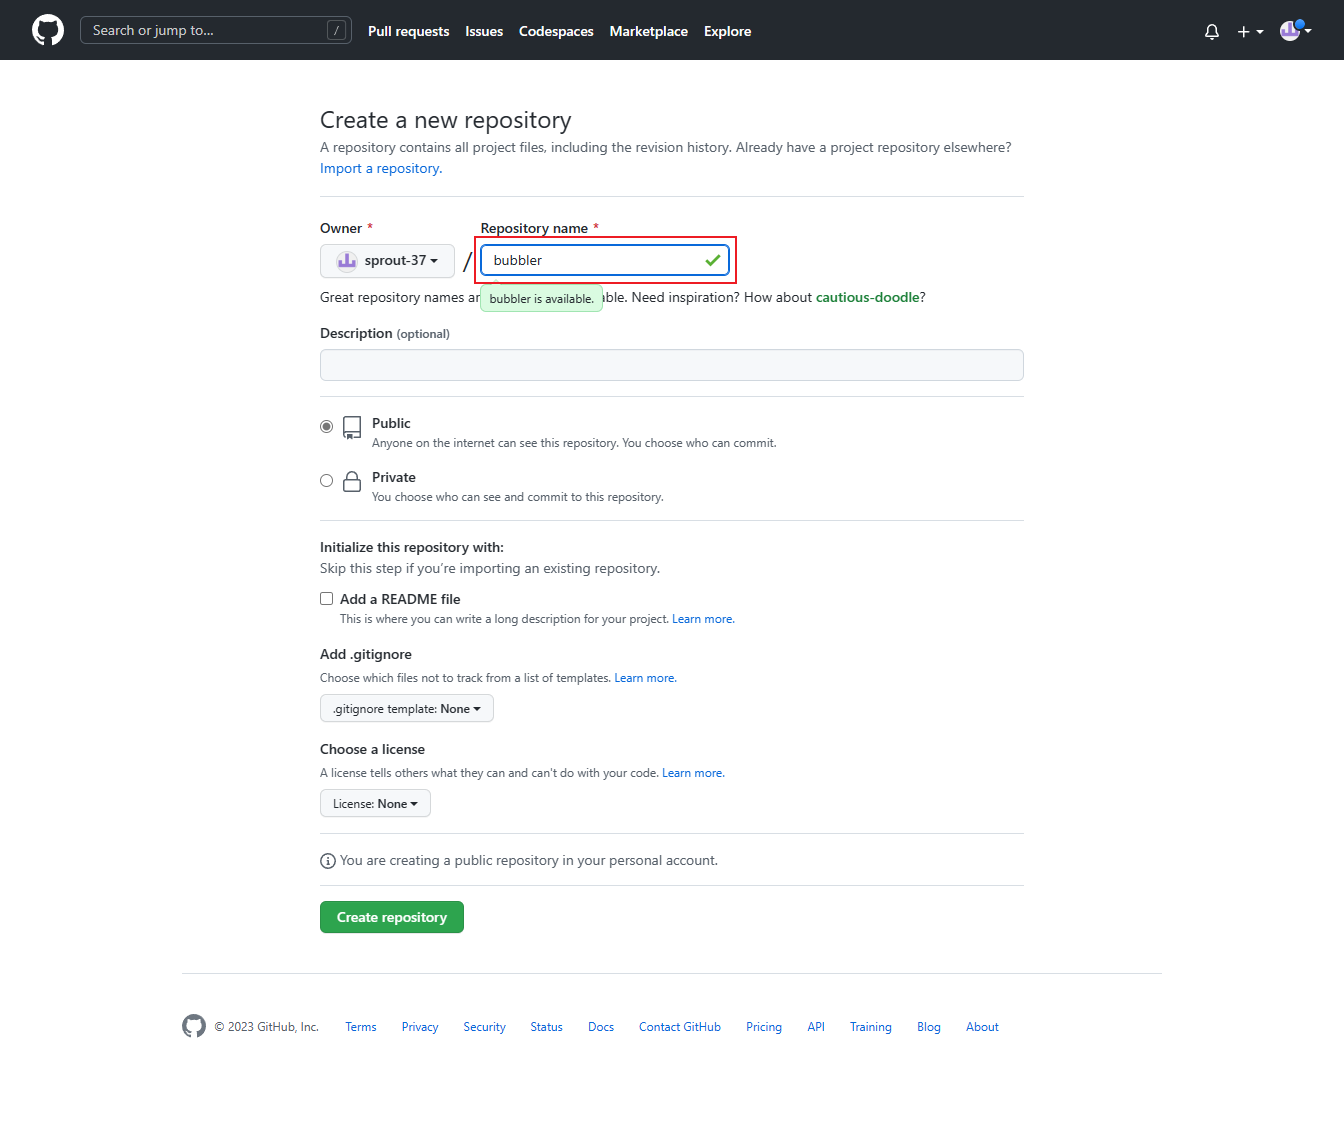 Search or jump to... /
Pull requests Issues Codespaces Marketplace Explore
Create a new repository
A repository contains all project files, including the revision history. Already have a project repository elsewhere?
Import a repository.
Owner * Repository name *
sprout-37 / bubbler
Great repository names ar
bubbler is available.
ble. Need inspiration? How about cautious-doodle?
Description (optional)
Public
Anyone on the internet can see this repository. You choose who can commit.
Private
You choose who can see and commit to this repository.
Initialize this repository with:
Skip this step if you’re importing an existing repository.
Add a README file
This is where you can write a long description for your project. Learn more.
Add .gitignore
Choose which files not to track from a list of templates. Learn more.
.gitignore template: None
Choose a license
A license tells others what they can and can't do with your code. Learn more.
License: None
You are creating a public repository in your personal account.
Create repository
© 2023 GitHub, Inc. Terms Privacy Security Status Docs Contact GitHub Pricing API Training Blog About